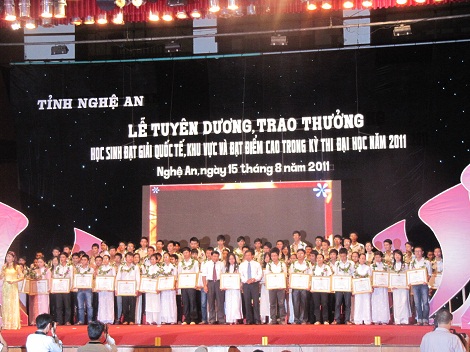 TỈNH NGHỆ AN
LỄ TUYÊN DƯƠNG, TRAO THƯỞNG
HỌC SINH ĐẠT GIẢI QUỐC TẾ, KHU VỰC VÀ ĐẠT ĐIỂM CAO TRONG KỲ THI ĐẠI HỌC NĂM 2011
Nghệ An, ngày 15 tháng 8 năm 2011